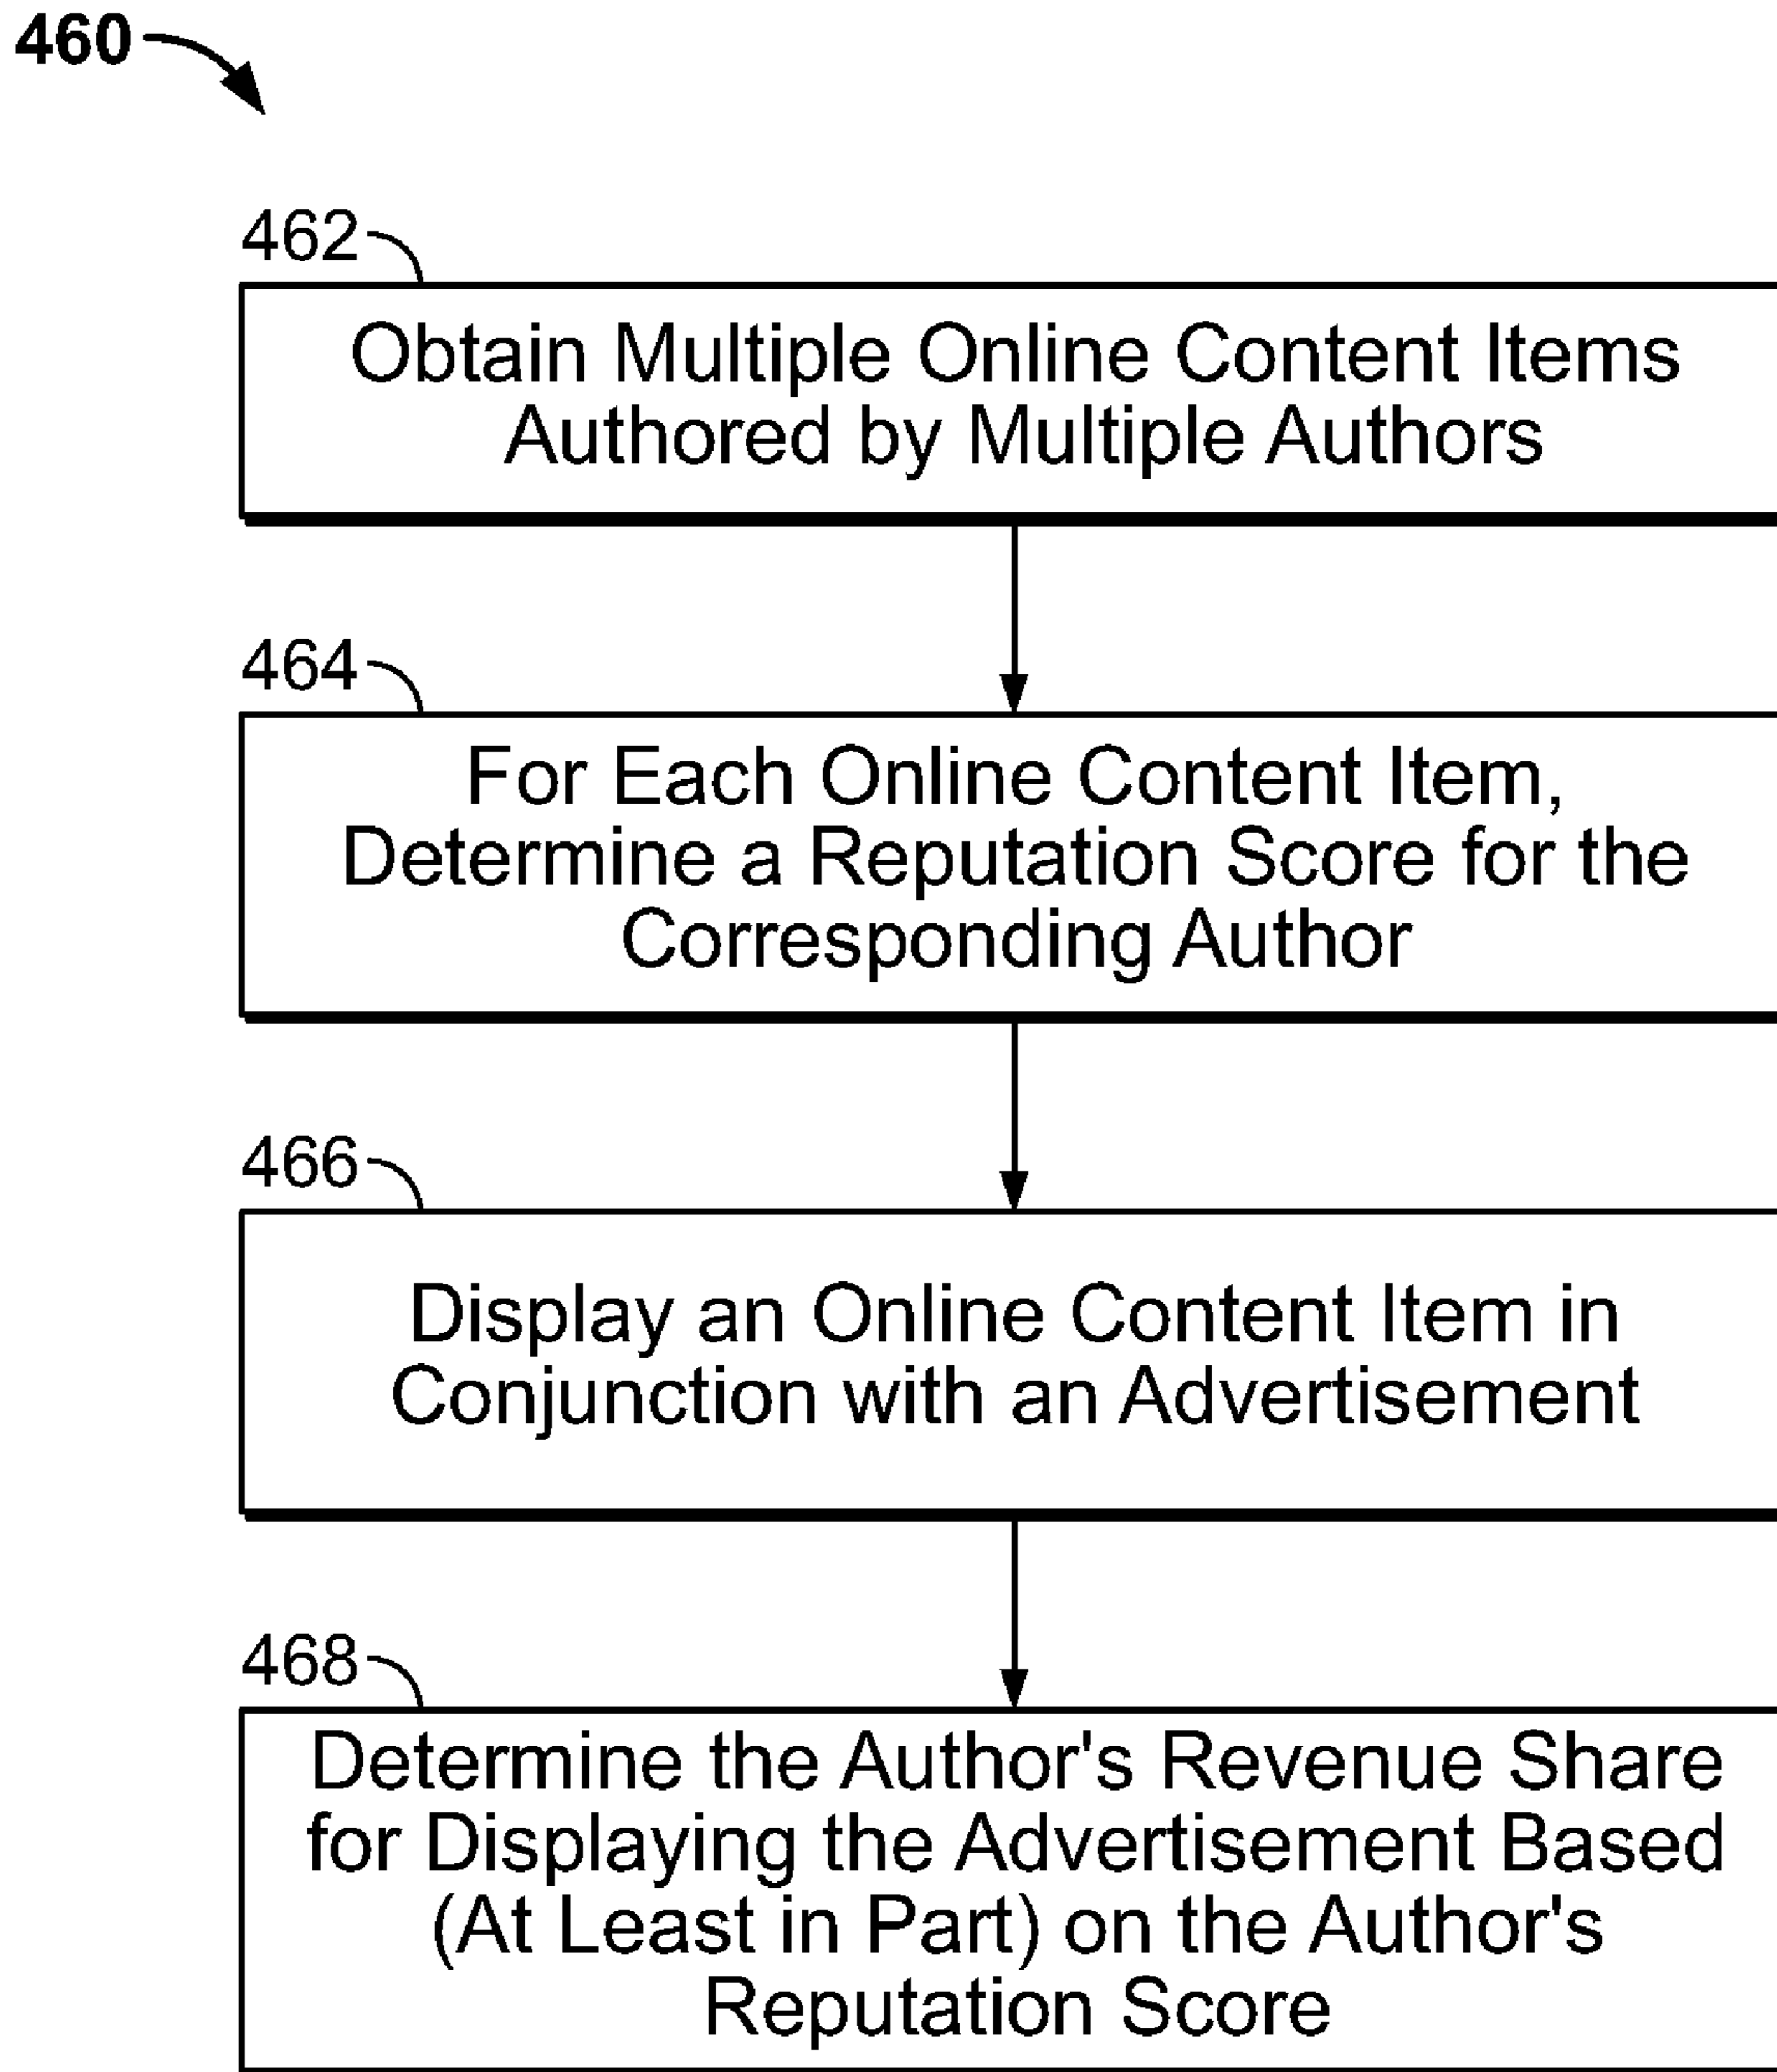 460
462
Obtain Multiple Online Content Items
Authored by Multiple Authors
464
For Each Online Content Item,
Determine a Reputation Score for the
Corresponding Author
466
Display an Online Content Item in
Conjunction with an Advertisement
468
Determine the Author's Revenue Share
for Displaying the Advertisement Based
(At Least in Part) on the Author's
Reputation Score